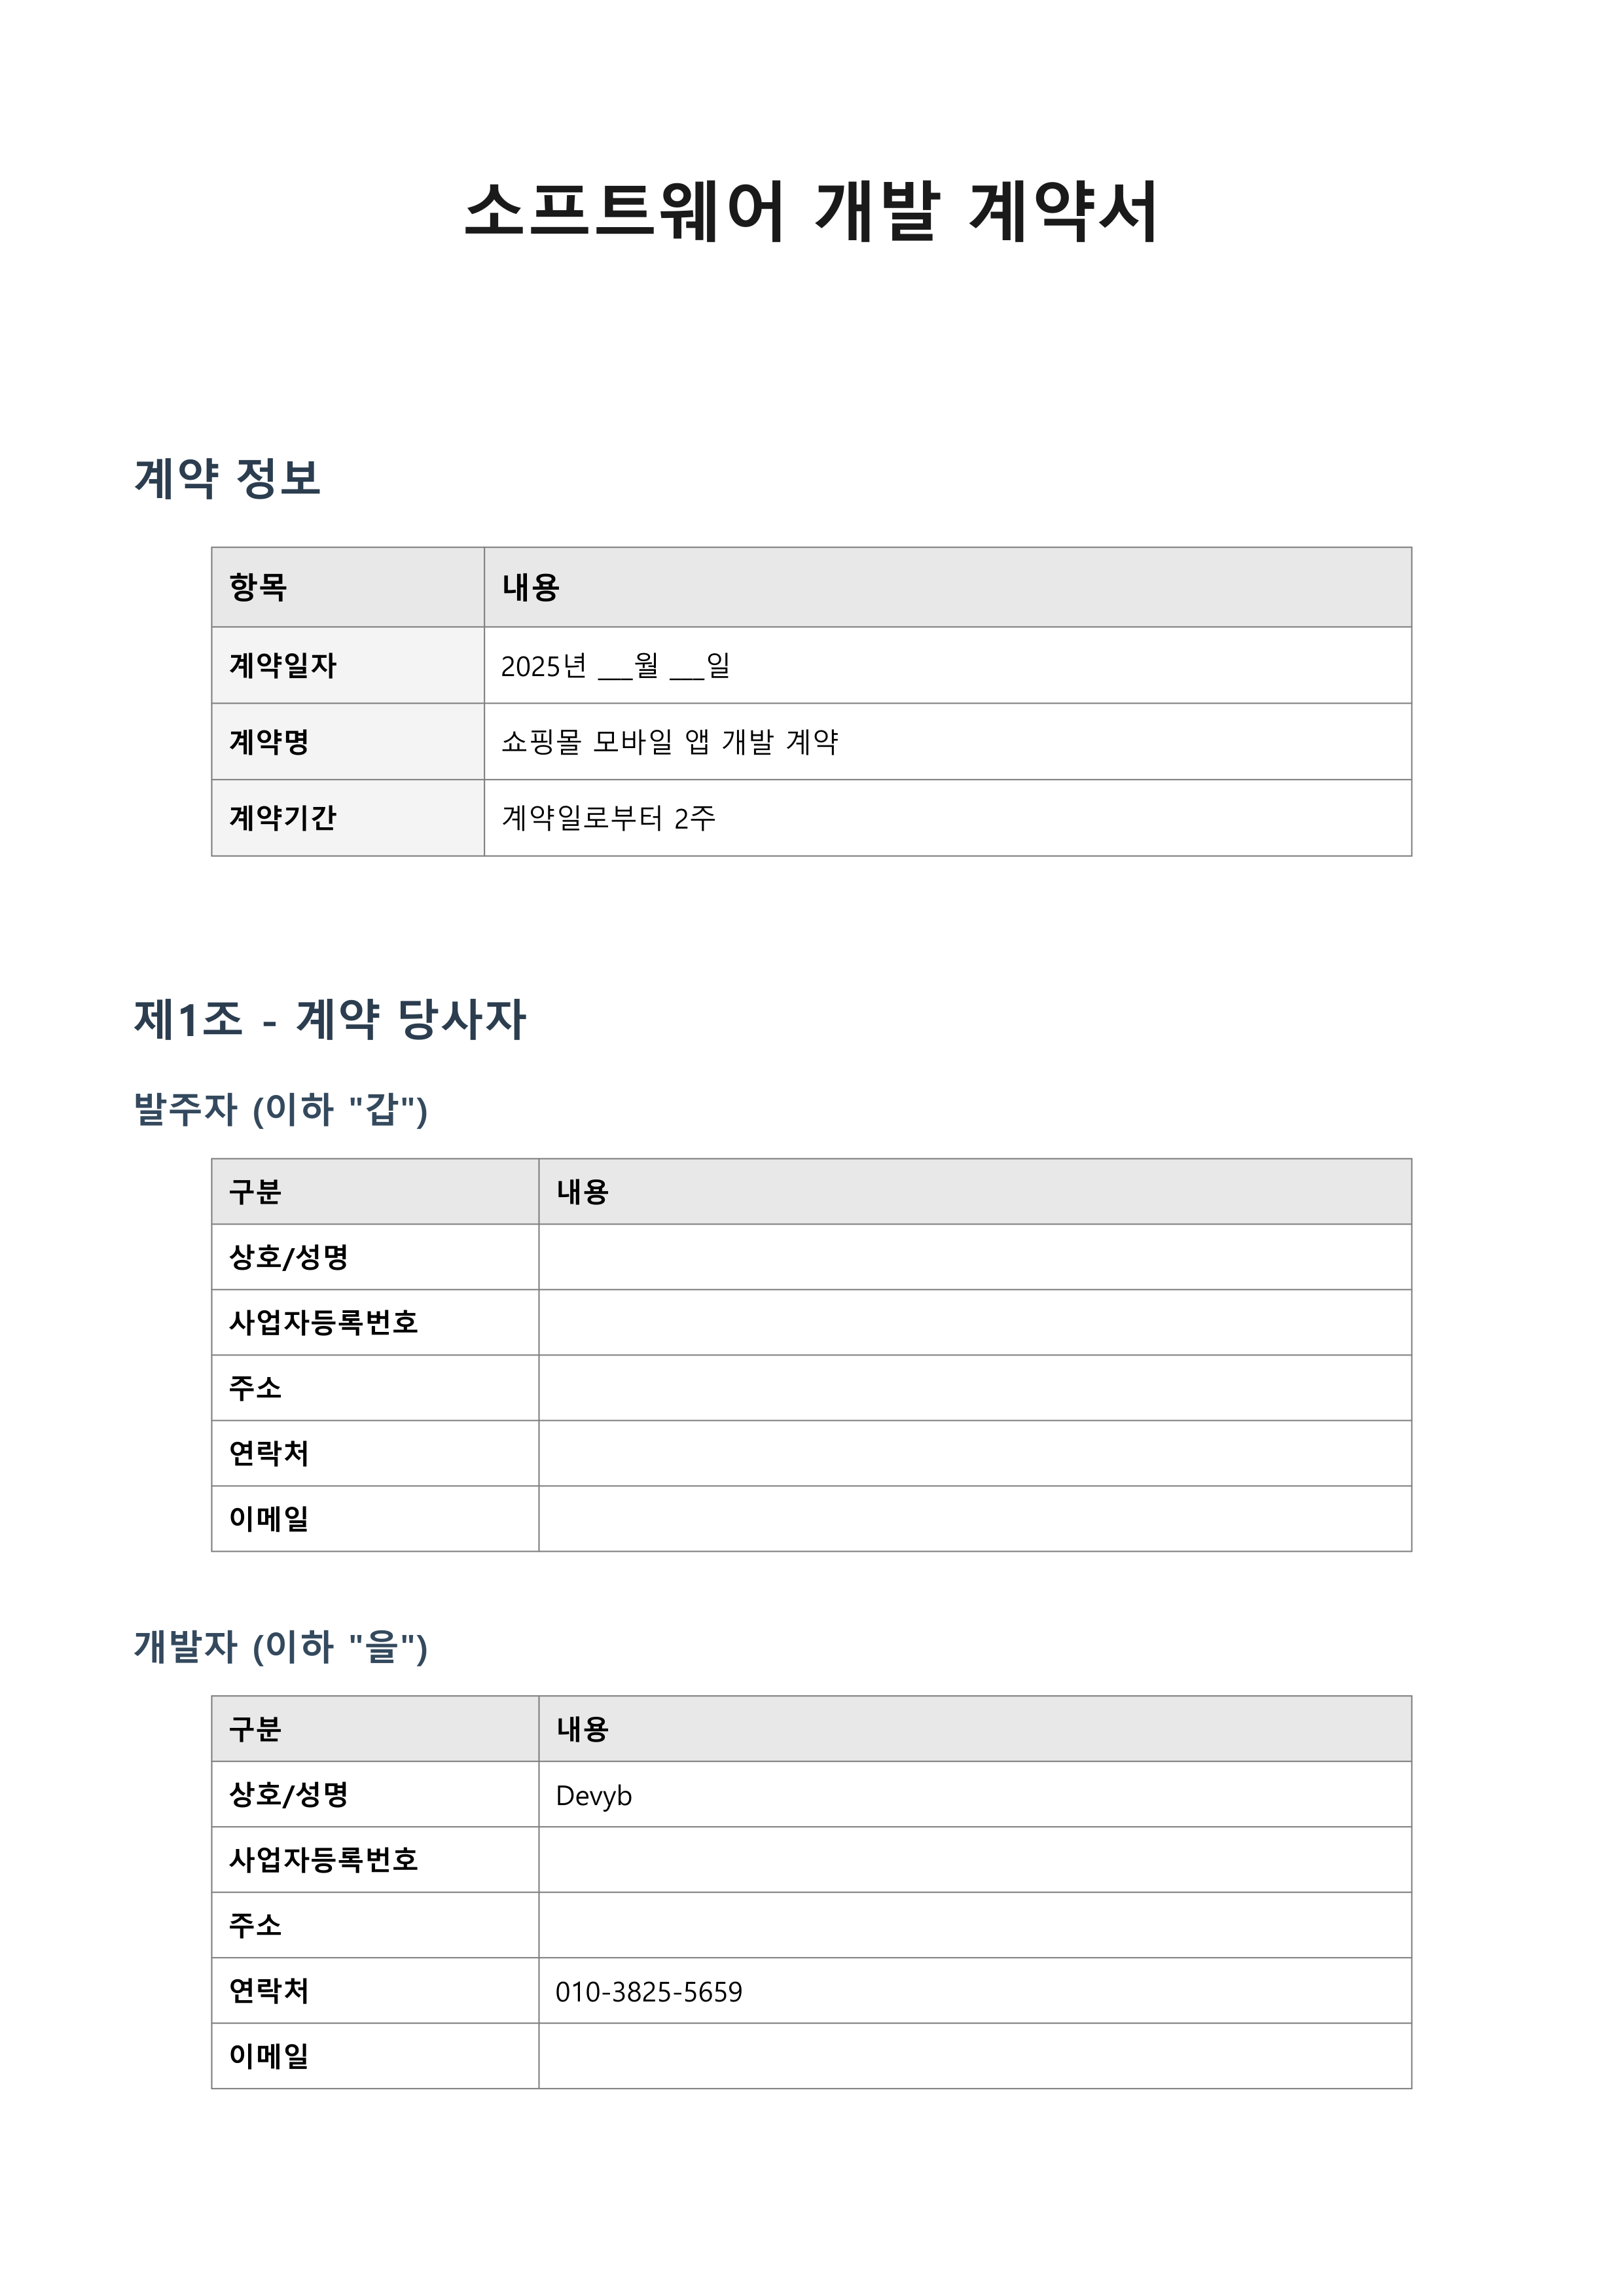 소프트웨어 개발 계약서
계약 정보
항목 내용
계약일자 2025년 ___월 ___일
계약명 쇼핑몰 모바일 앱 개발 계약
계약기간 계약일로부터 2주
제1조 - 계약 당사자
발주자 (이하 "갑")
구분 내용
상호/성명
사업자등록번호
주소
연락처
이메일
개발자 (이하 "을")
구분 내용
상호/성명 Devyb
사업자등록번호
주소
연락처 010-3825-5659
이메일